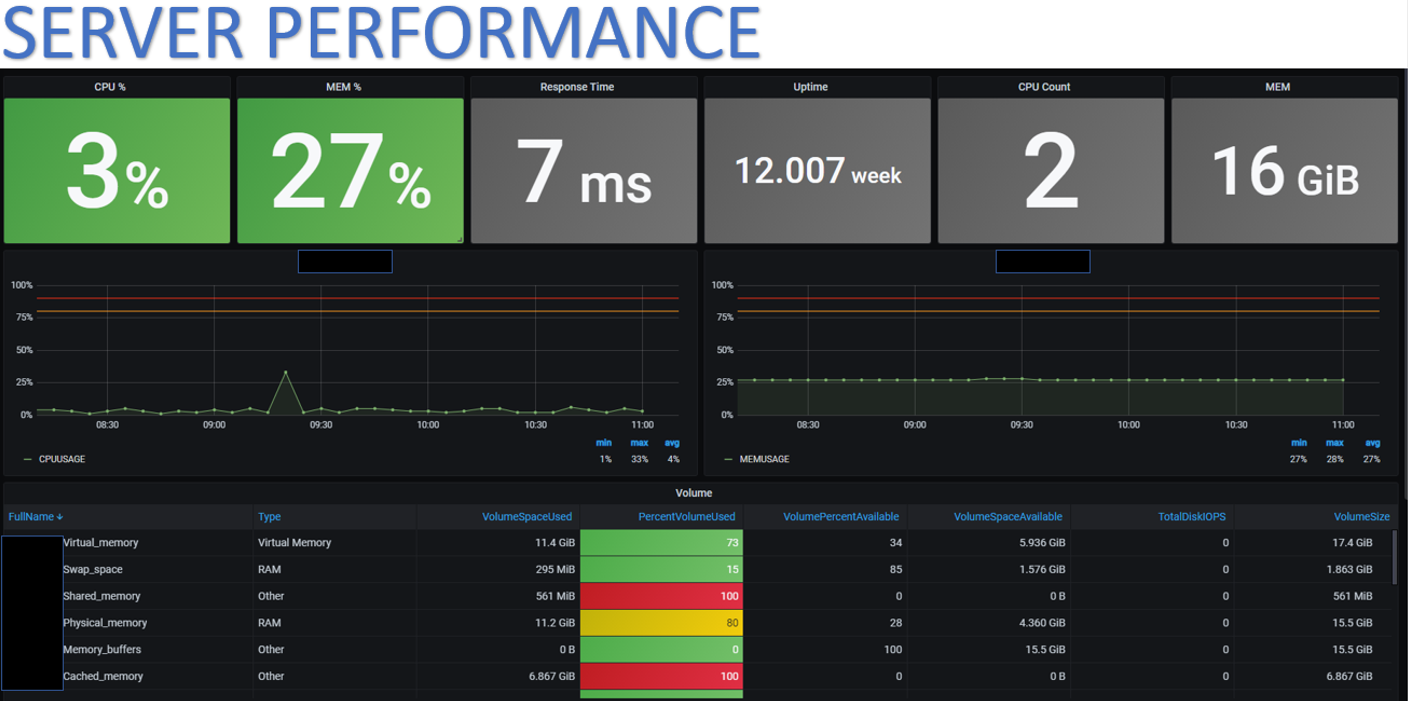 SERVER PERFORMANCE
CPU % MEM % Response Time Uptime CPU Count MEM
3% 27% 7 ms 12.007 week 2 16 GiB
100% 100%
75% 75%
50% 50%
25% 25%
0% 0%
08:30 09:00 09:30 10:00 10:30 11:00 08:30 09:00 09:30 10:00 10:30 11:00
min max avg min max avg
CPUUSAGE 1% 33% 4% MEMUSAGE 27% 28% 27%
Volume
FullName ↓ Type VolumeSpaceUsed PercentVolumeUsed VolumePercentAvailable VolumeSpaceAvailable TotalDiskIOPS VolumeSize
Virtual_memory Virtual Memory 11.4 GiB 73 34 5.936 GiB 0 17.4 GiB
Swap_space RAM 295 MiB 15 85 1.576 GiB 0 1.863 GiB
Shared_memory Other 561 MiB 100 0 0 B 0 561 MiB
Physical_memory RAM 11.2 GiB 80 28 4.360 GiB 0 15.5 GiB
Memory_buffers Other 0 B 0 100 15.5 GiB 0 15.5 GiB
Cached_memory Other 6.867 GiB 100 0 0 B 0 6.867 GiB